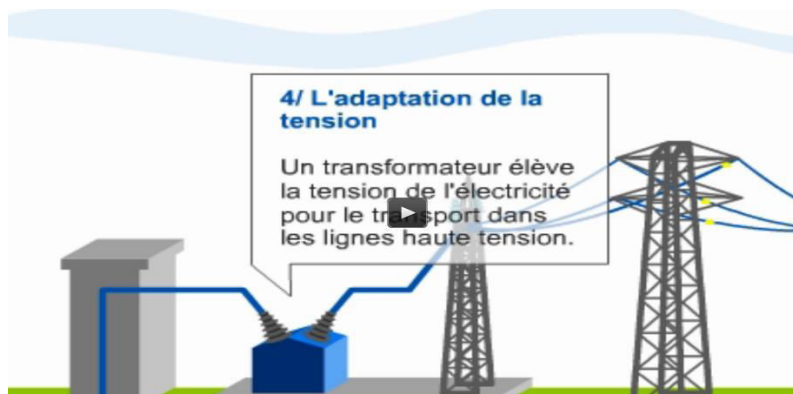 4/ L'adaptation de la
tension
Un transformateur élève
la tension de l'électricité
pour le transport dans
les lignes haute tension.